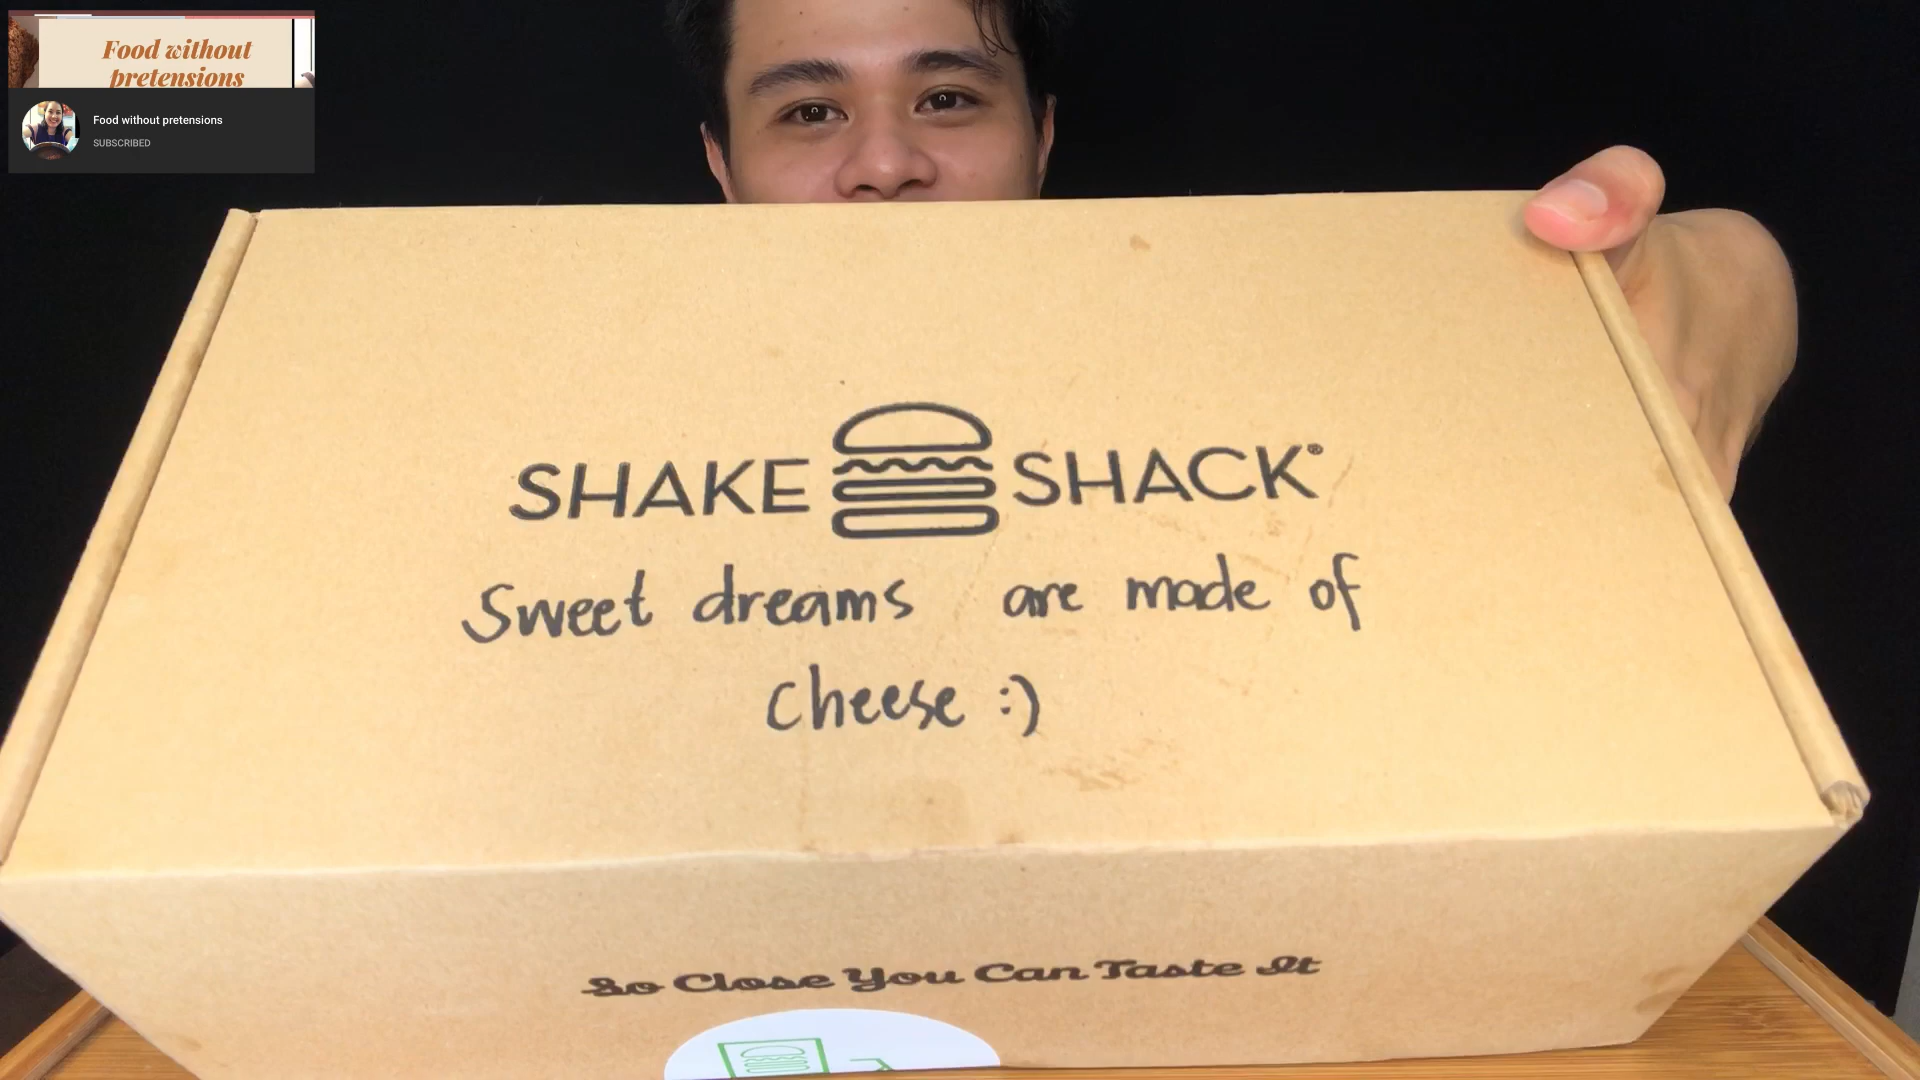 Food without
pretensions
Food without pretensions
SUBSCRIBED
SHAKE SHACK®
Sweet dreams are made of
cheese :)
So Close You Can Taste It